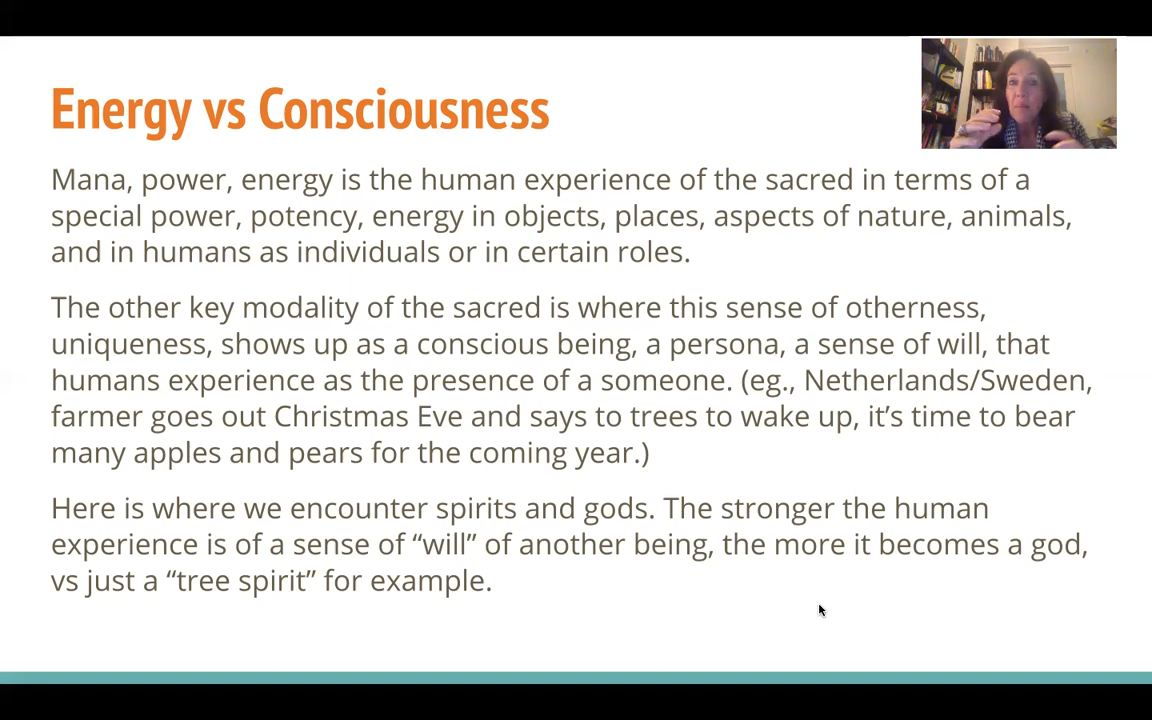 Energy vs Consciousness
Mana, power, energy is the human experience of the sacred in terms of a
special power, potency, energy in objects, places, aspects of nature, animals,
and in humans as individuals or in certain roles.
The other key modality of the sacred is where this sense of otherness,
uniqueness, shows up as a conscious being, a persona, a sense of will, that
humans experience as the presence of a someone. (eg., Netherlands/Sweden,
farmer goes out Christmas Eve and says to trees to wake up, it’s time to bear
many apples and pears for the coming year.)
Here is where we encounter spirits and gods. The stronger the human
experience is of a sense of “will” of another being, the more it becomes a god,
vs just a “tree spirit” for example.